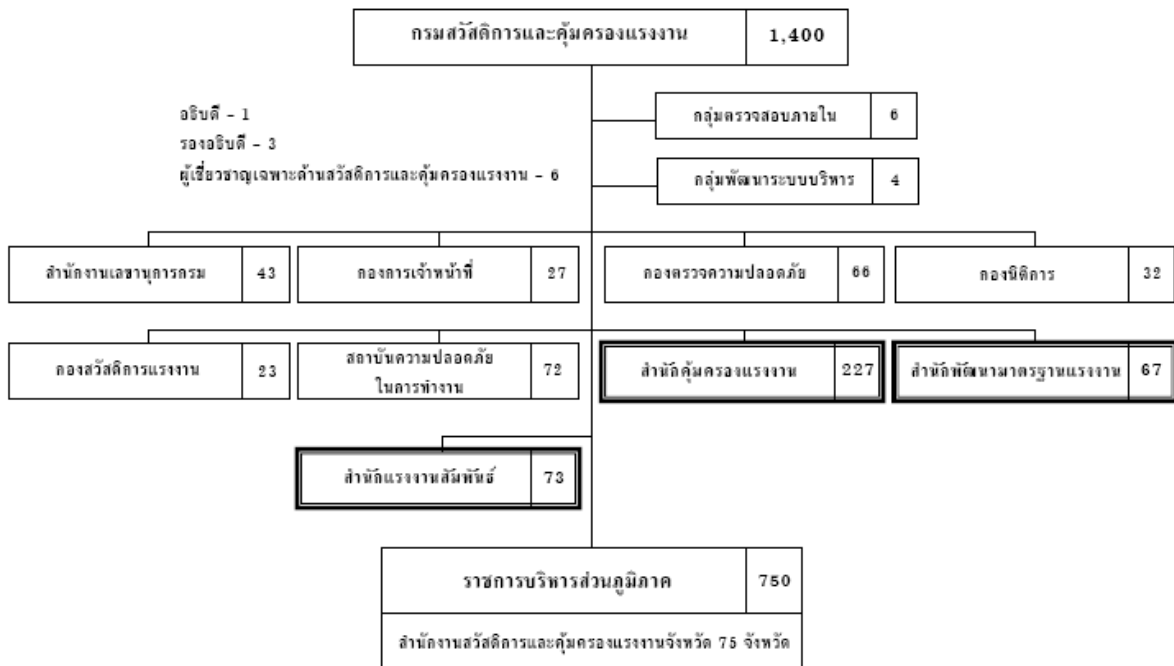 กรมสวัสดิการและคุ้มครองแรงงาน 1,400
อธิบดี - 1
รองอธิบดี - 3
ผู้เชี่ยวชาญเฉพาะด้านสวัสดิการและคุ้มครองแรงงาน - 6
กลุ่มตรวจสอบภายใน 6
กลุ่มพัฒนาระบบบริหาร 4
สำนักงานเลขานุการกรม 43
กองการเจ้าหน้าที่ 27
กองตรวจความปลอดภัย 66
กองนิติการ 32
กองสวัสดิการแรงงาน 23
สถาบันความปลอดภัย
ในการทำงาน 72
สำนักคุ้มครองแรงงาน 227
สำนักพัฒนามาตรฐานแรงงาน 67
สำนักแรงงานสัมพันธ์ 73
ราชการบริหารส่วนภูมิภาค 750
สำนักงานสวัสดิการและคุ้มครองแรงงานจังหวัด 75 จังหวัด